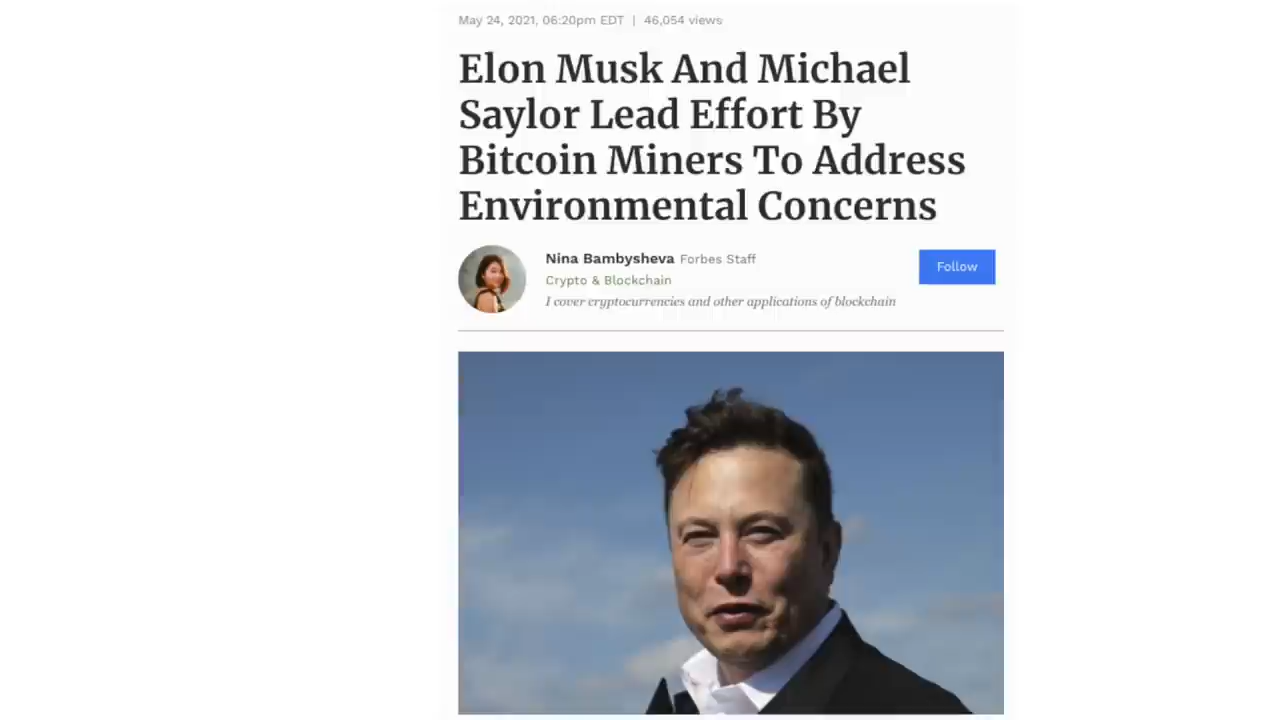 May 24, 2021, 06:20pm EDT | 46,054 views
Elon Musk And Michael
Saylor Lead Effort By
Bitcoin Miners To Address
Environmental Concerns
Nina Bambysheva Forbes Staff
Follow
Crypto & Blockchain
I cover cryptocurrencies and other applications of blockchain